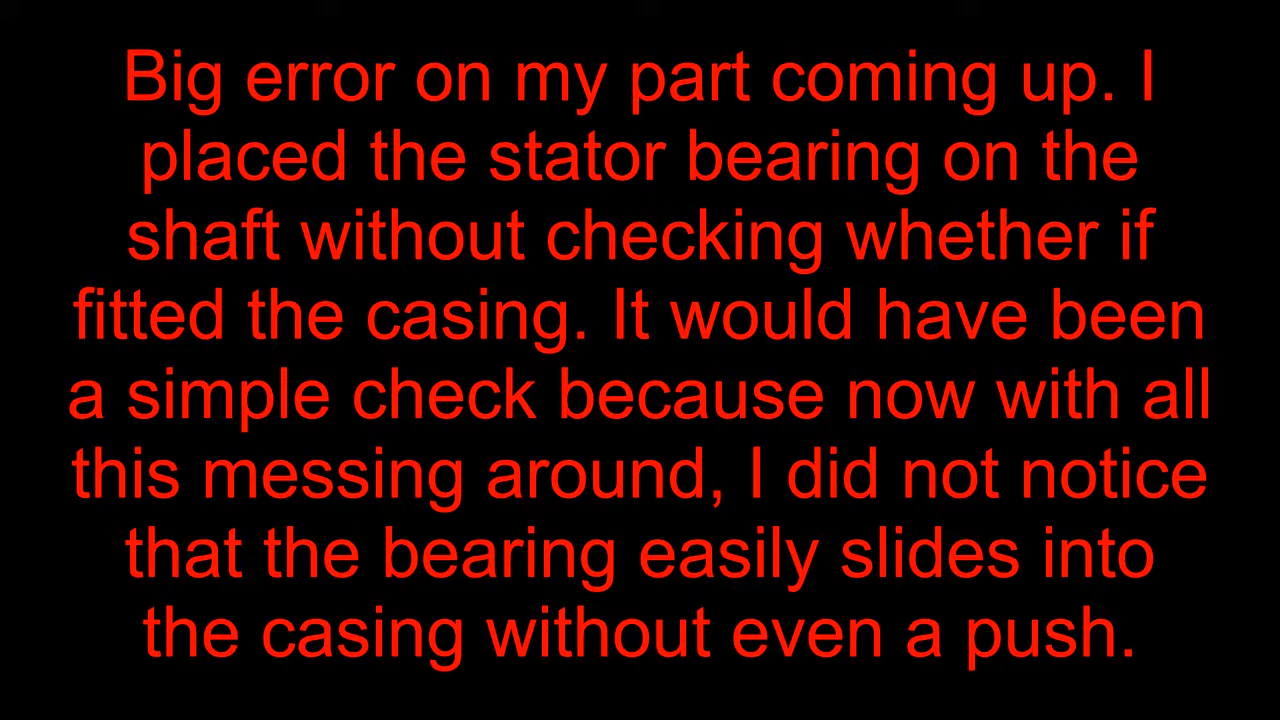 Big error on my part coming up. I
placed the stator bearing on the
shaft without checking whether if
fitted the casing. It would have been
a simple check because now with all
this messing around, I did not notice
that the bearing easily slides into
the casing without even a push.